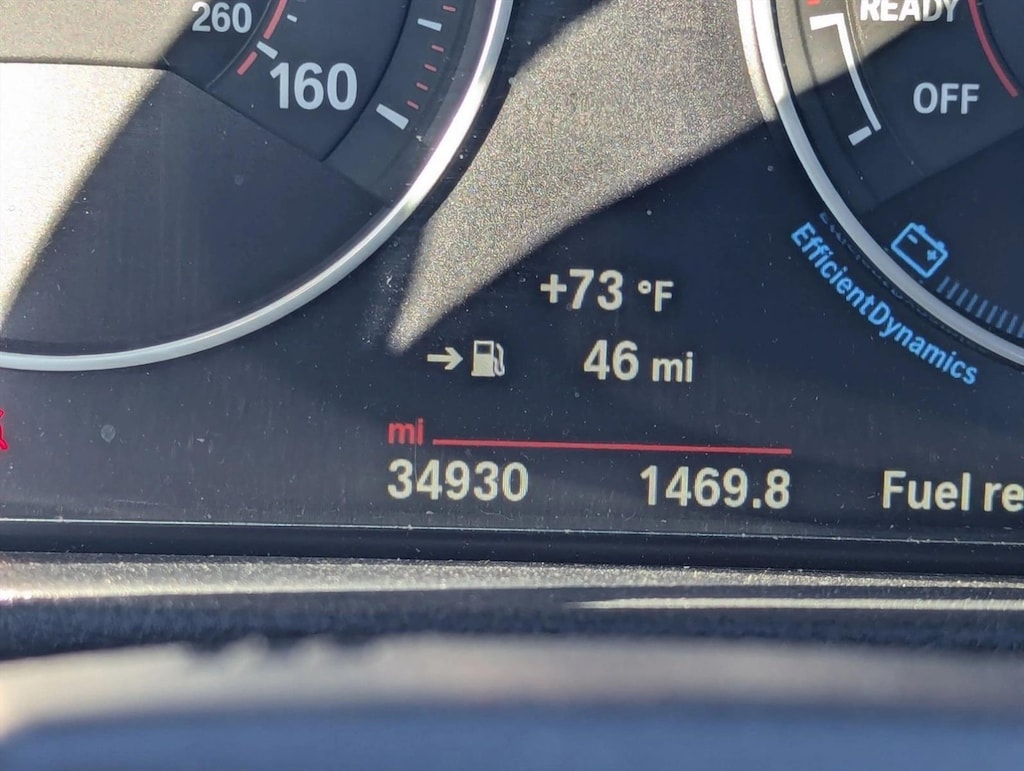 260
160
READY
OFF
+73 °F
46 mi
EfficientDynamics
mi
34930 1469.8 Fuel re